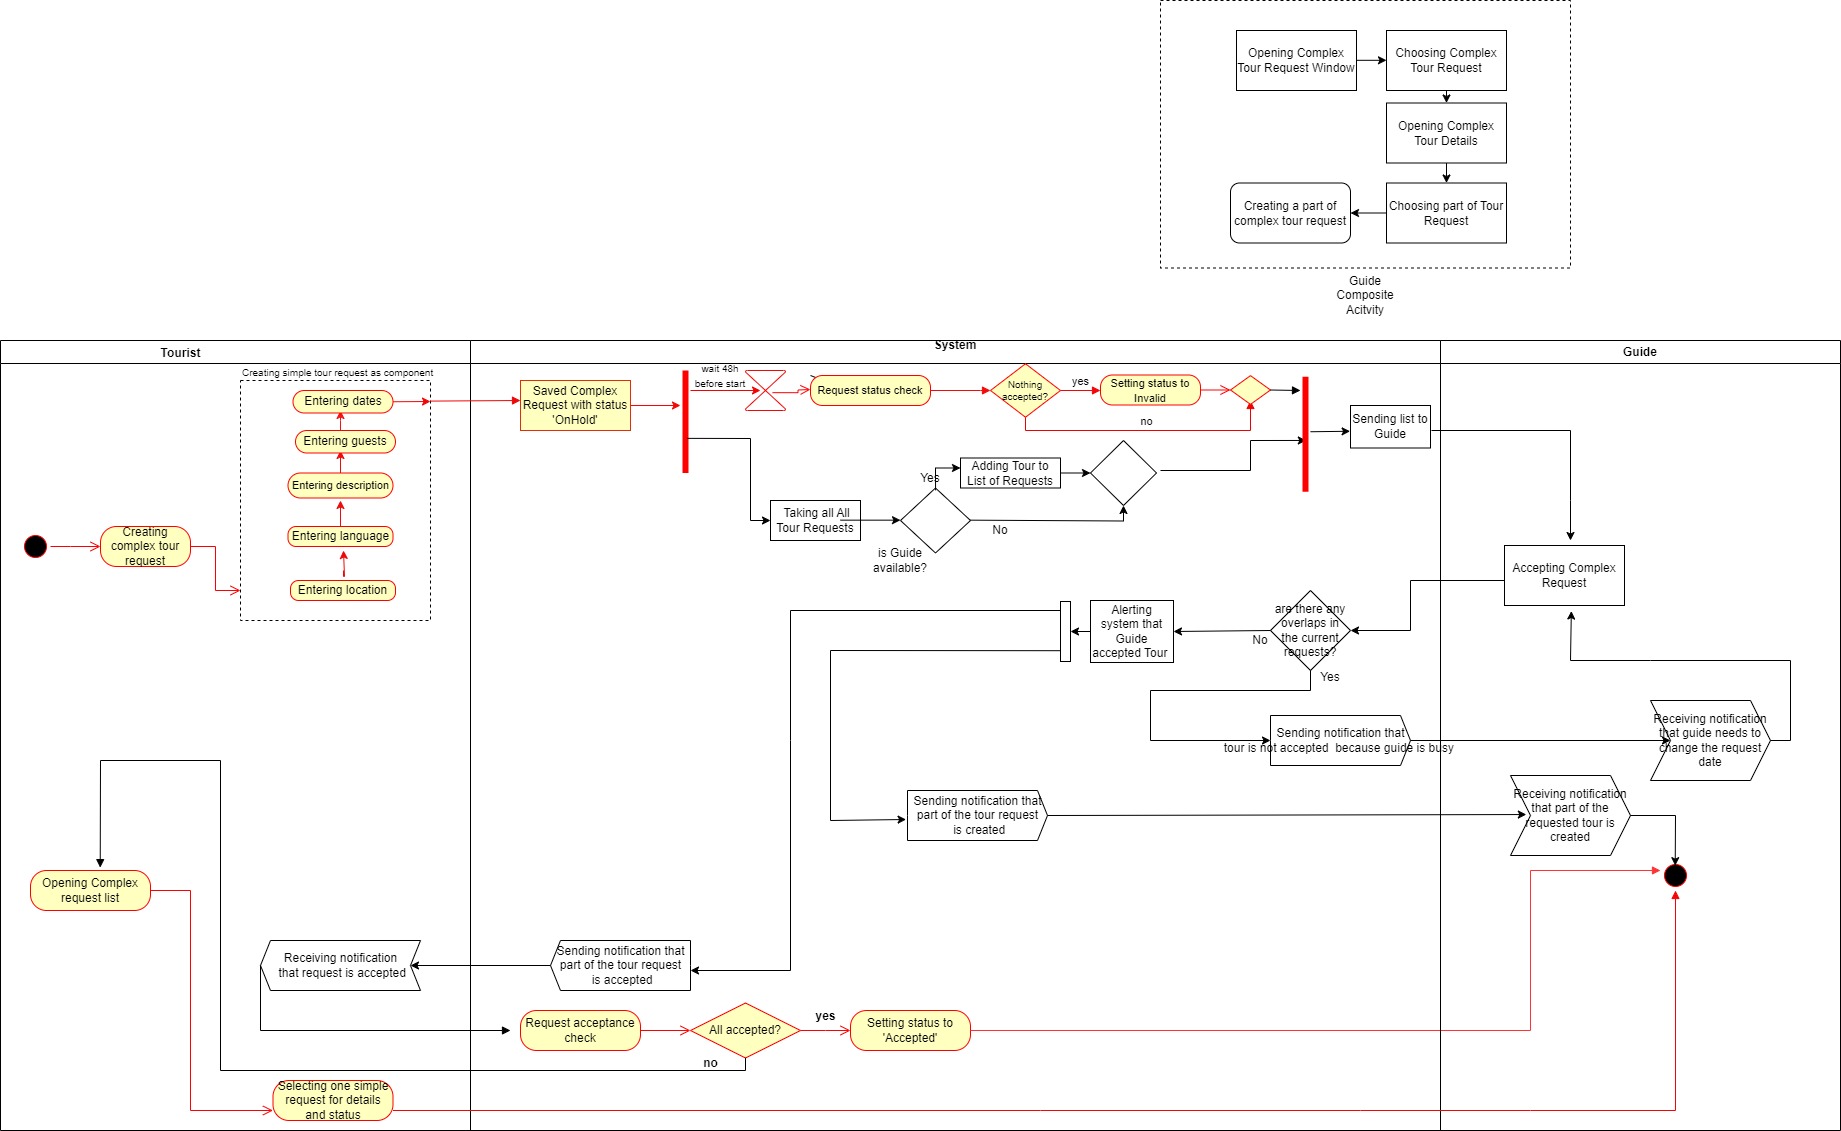 Opening Complex
Tour Request Window
Choosing Complex
Tour Request
Opening Complex
Tour Details
Creating a part of
complex tour request
Choosing part of Tour
Request
Guide
Composite
Acitvity
Tourist
System
Guide
Creating simple tour request as component
Entering dates
Entering guests
Entering description
Entering language
Entering location
Creating
complex tour
request
Saved Complex
Request with status
'OnHold'
wait 48h
before start
Request status check
Nothing
accepted?
yes
no
Setting status to
Invalid
Sending list to
Guide
Taking all All
Tour Requests
is Guide
available?
Yes
No
Adding Tour to
List of Requests
Accepting Complex
Request
are there any
overlaps in
the current
requests?
No
Yes
Alerting
system that
Guide
accepted Tour
Sending notification that
tour is not accepted because guide is busy
Receiving notification
that guide needs to
change the request
date
Sending notification that
part of the tour request
is created
Receiving notification
that part of the
requested tour is
created
Opening Complex
request list
Receiving notification
that request is accepted
Sending notification that
part of the tour request
is accepted
Request acceptance
check
All accepted?
yes
no
Setting status to
'Accepted'
Selecting one simple
request for details
and status